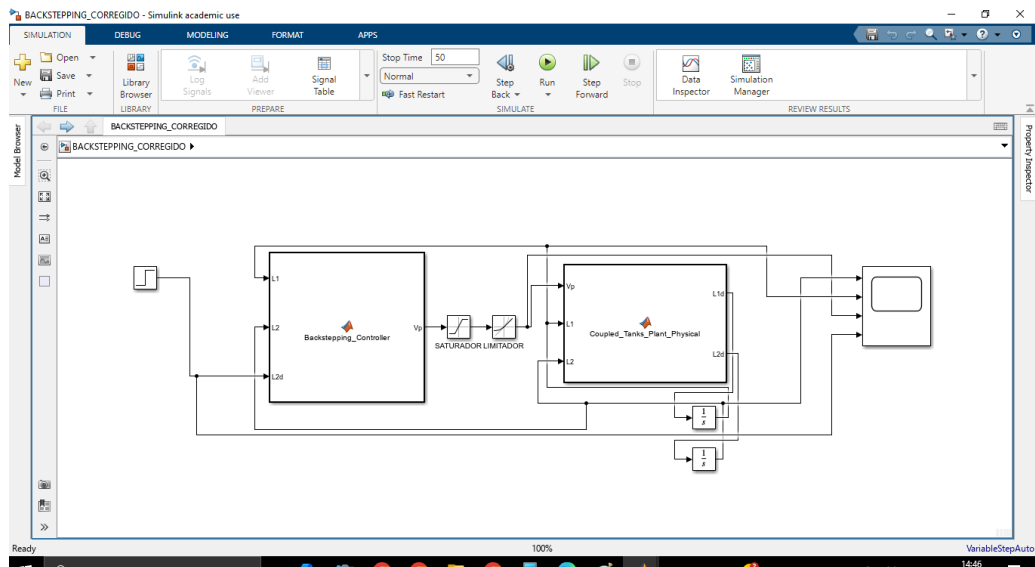 BACKSTEPPING_CORREGIDO - Simulink academic use
SIMULATION DEBUG MODELING FORMAT APPS
New
Open
Save
Print
FILE
Library
Browser
LIBRARY
Log
Signals
Add
Viewer
Signal
Table
PREPARE
Stop Time 50
Normal
Fast Restart
Step
Back
Run
Step
Forward
Stop
SIMULATE
Data
Inspector
Simulation
Manager
REVIEW RESULTS
BACKSTEPPING_CORREGIDO
BACKSTEPPING_CORREGIDO
Model Browser
Property Inspector
L1
L2
L2d
Backstepping_Controller
Vp
SATURADOR
LIMITADOR
Vp
L1
L2
Coupled_Tanks_Plant_Physical
L1d
L2d
1
s
1
s
Ready
100%
VariableStepAuto
14:46